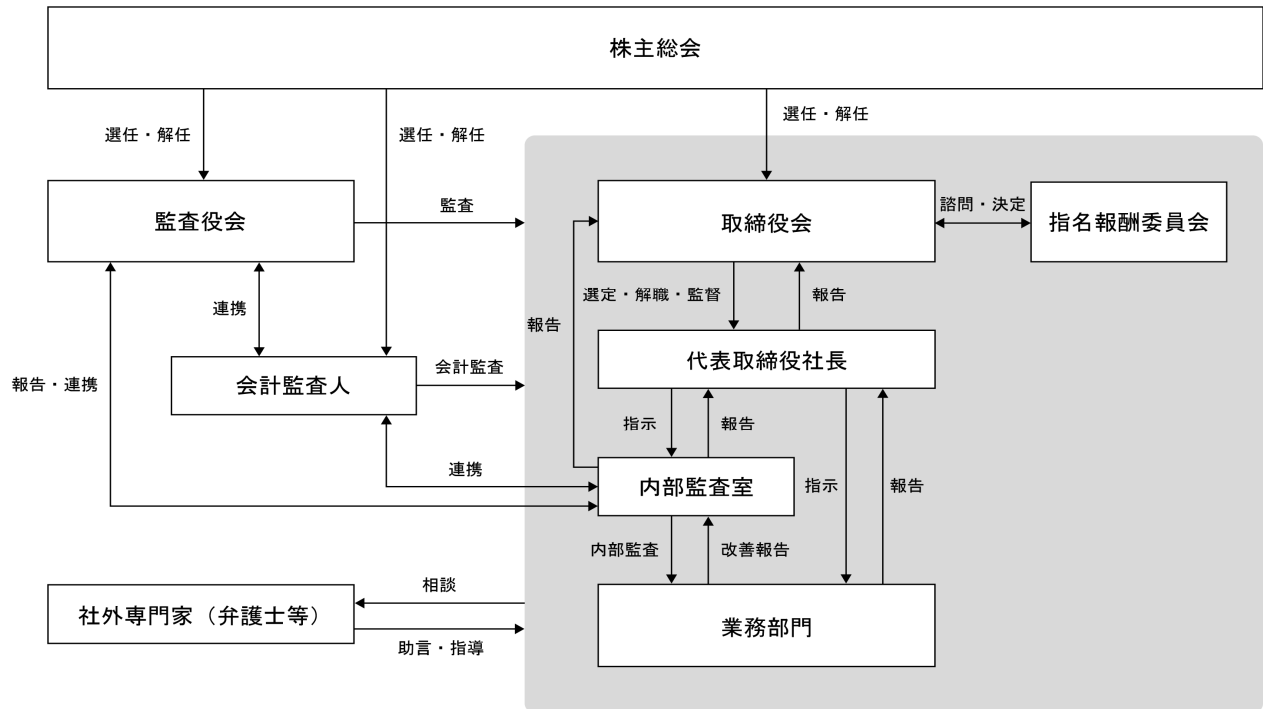 株主総会
選任・解任
選任・解任
選任・解任
監査役会
監査
取締役会
諮問・決定
指名報酬委員会
連携
選定・解職・監督
報告
報告
代表取締役社長
会計監査人
会計監査
報告・連携
指示
報告
連携
内部監査室
指示
報告
内部監査
改善報告
相談
社外専門家（弁護士等）
助言・指導
業務部門